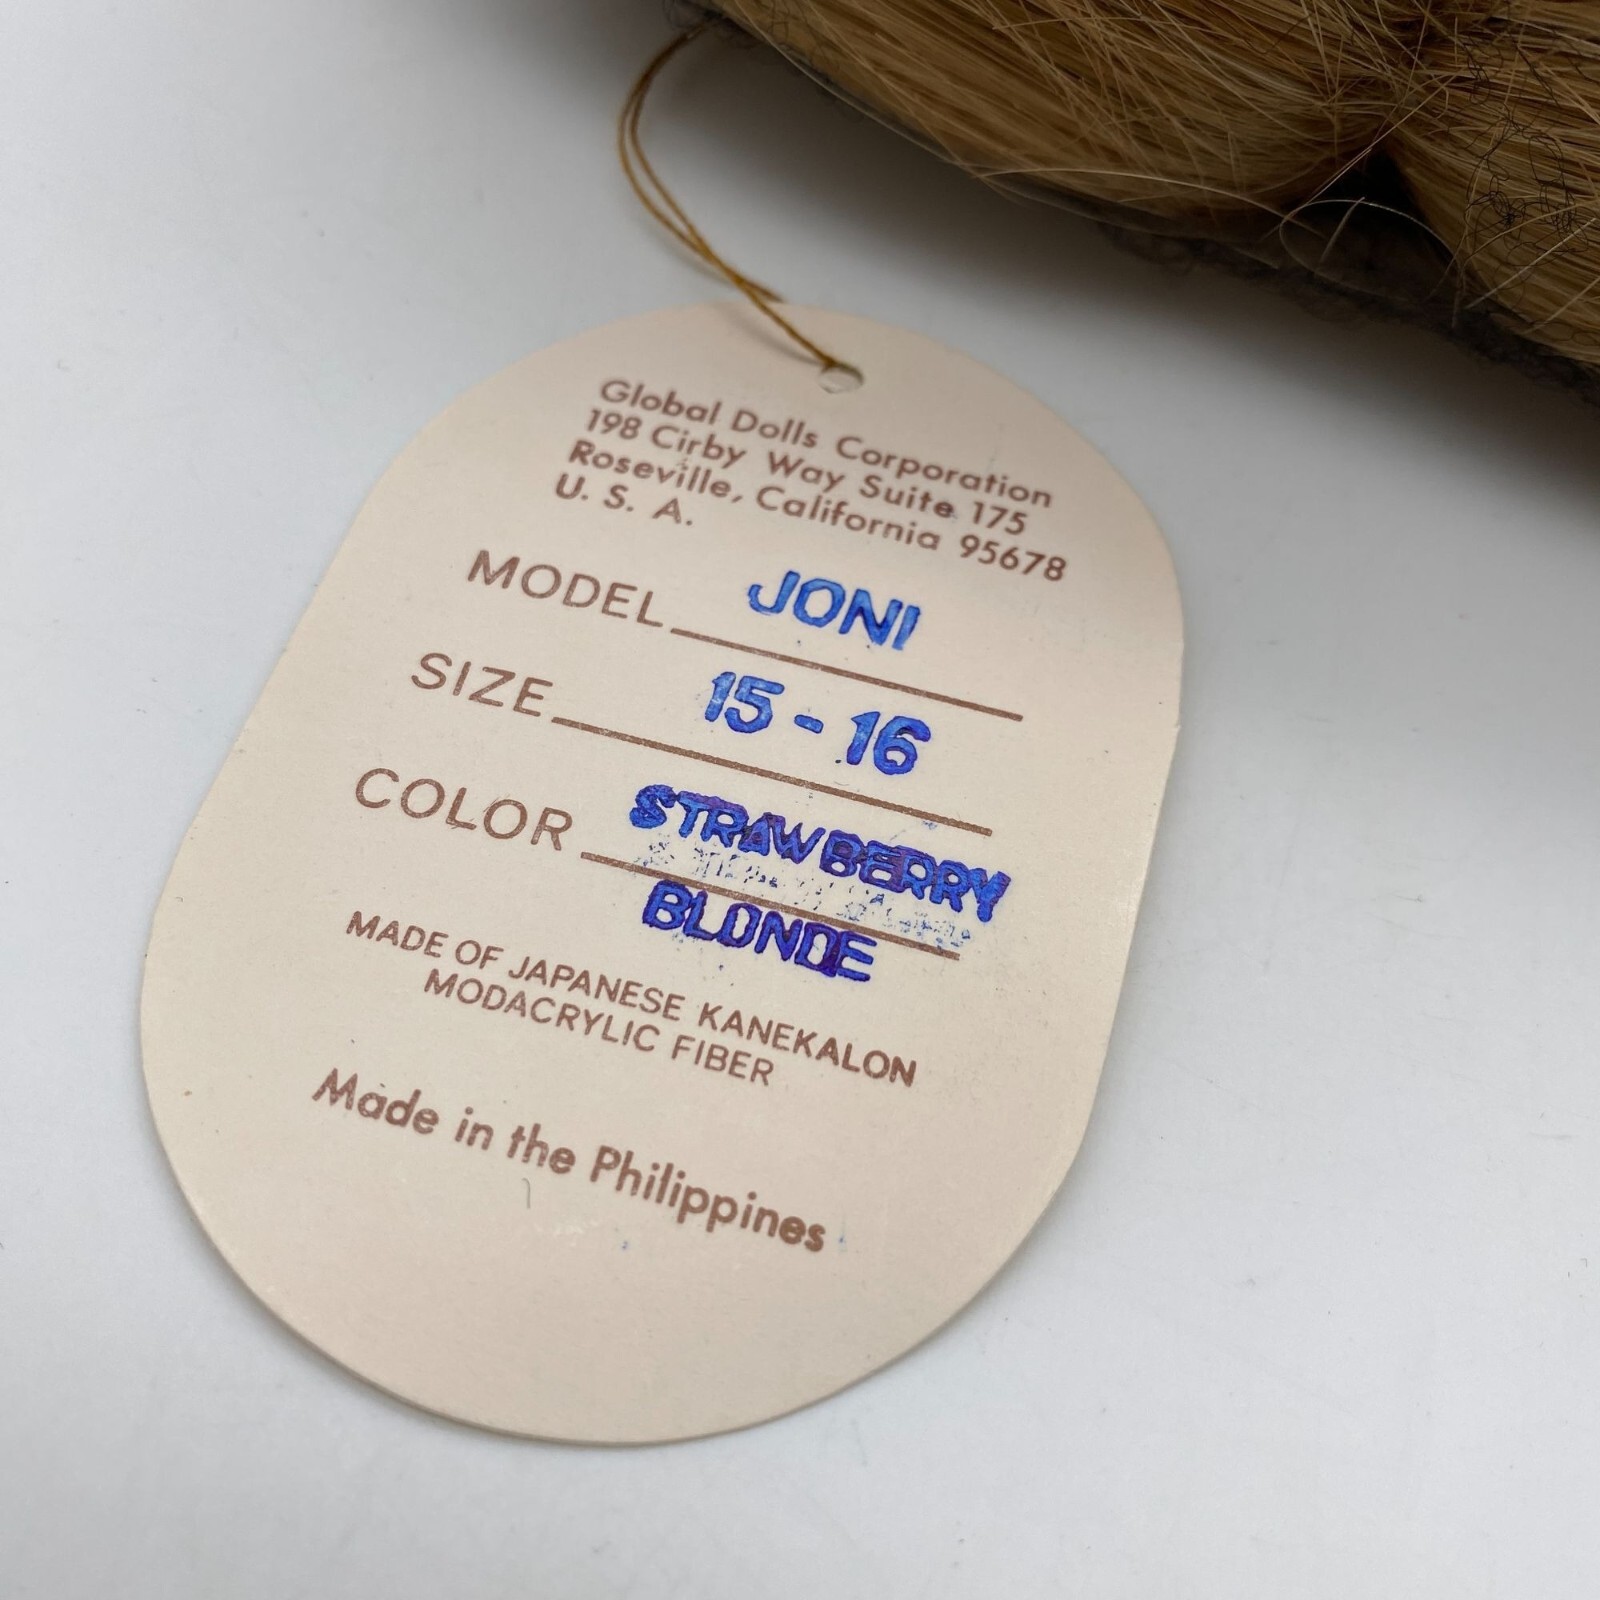 Global Dolls Corporation
198 Cirby Way Suite 175
Roseville, California 95678
U. S. A.
MODEL JONI
SIZE 15 - 16
COLOR STRAWBERRY
BLONDE
MADE OF JAPANESE KANEKALON
MODACRYLIC FIBER
Made in the Philippines